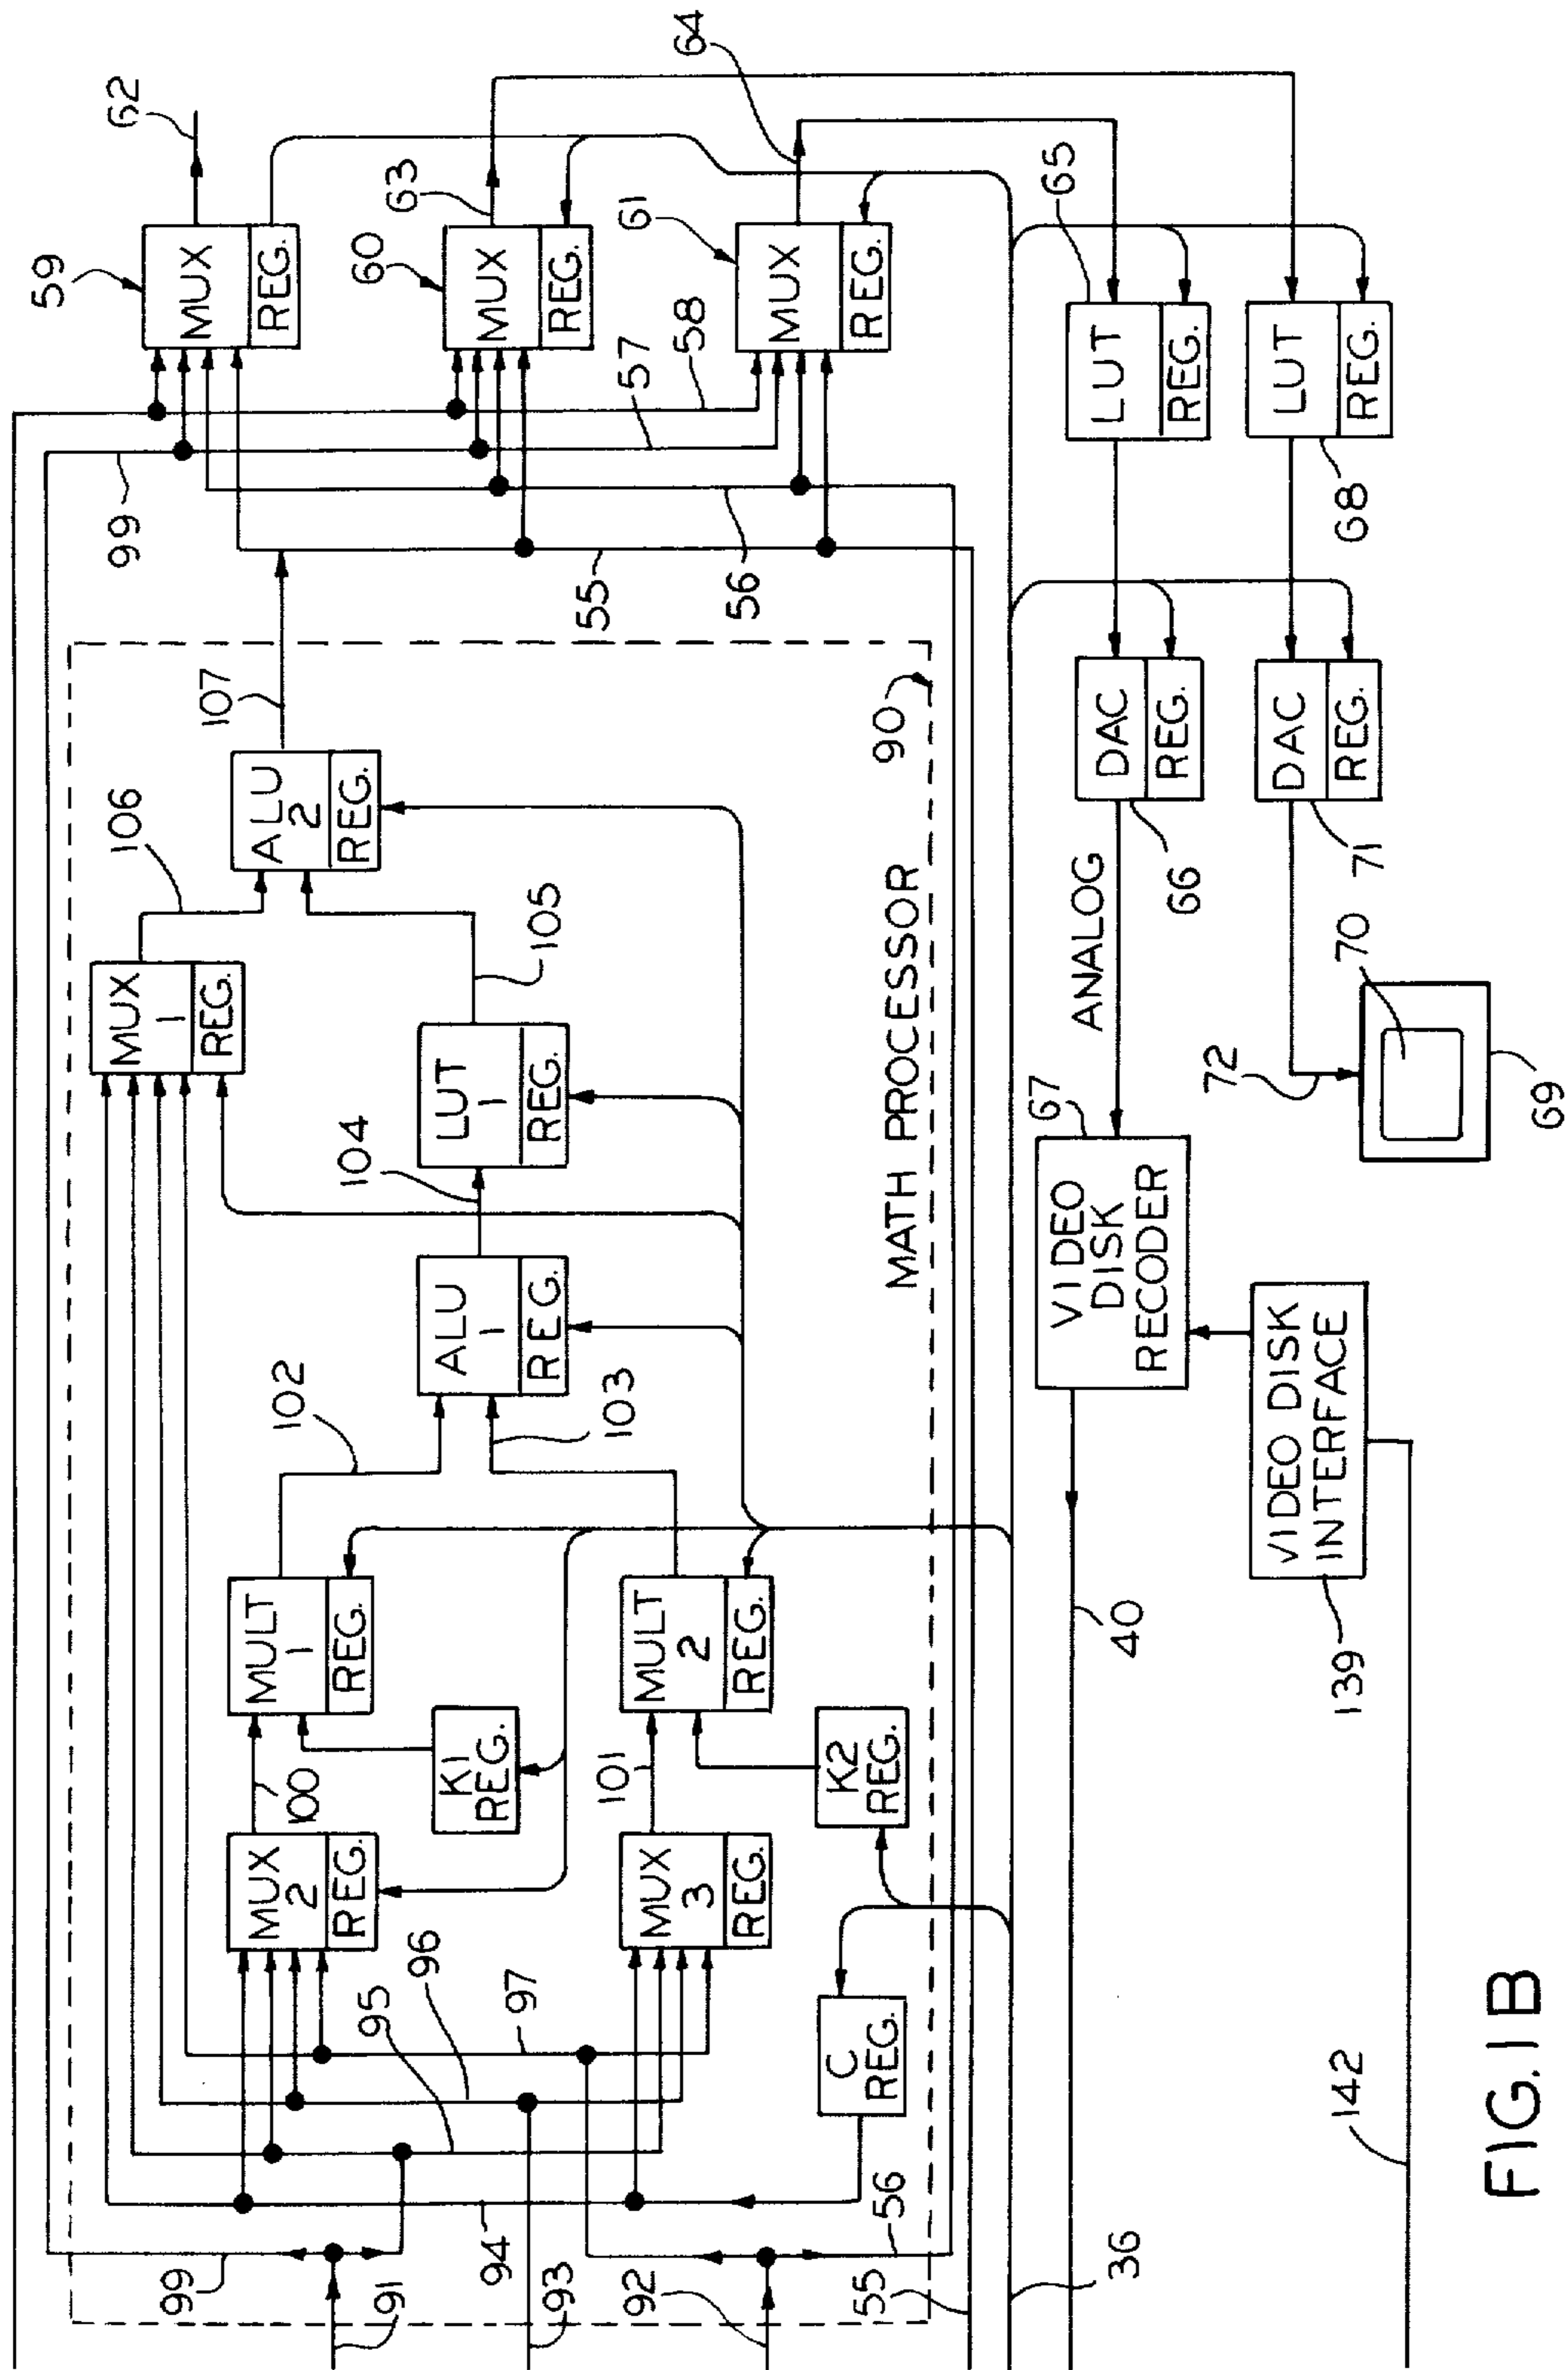 62
59
MUX
REG.
63
60
MUX
REG.
61
MUX
REG.
64
58
57
99
56
55
65
LUT
REG.
LUT
REG.
68
107
106
ALU
2
REG.
MUX
1
REG.
105
LUT
1
REG.
104
ALU
1
REG.
102
103
90
MATH PROCESSOR
DAC
REG.
66
DAC
REG.
71
ANALOG
70
72
69
67
VIDEO
DISK
RECODER
VIDEO DISK
INTERFACE
139
40
MULT
1
REG.
MULT
2
REG.
K1
REG.
K2
REG.
100
101
MUX
2
REG.
MUX
3
REG.
C
REG.
97
96
95
94
99
91
93
92
56
55
36
142
FIG.1B